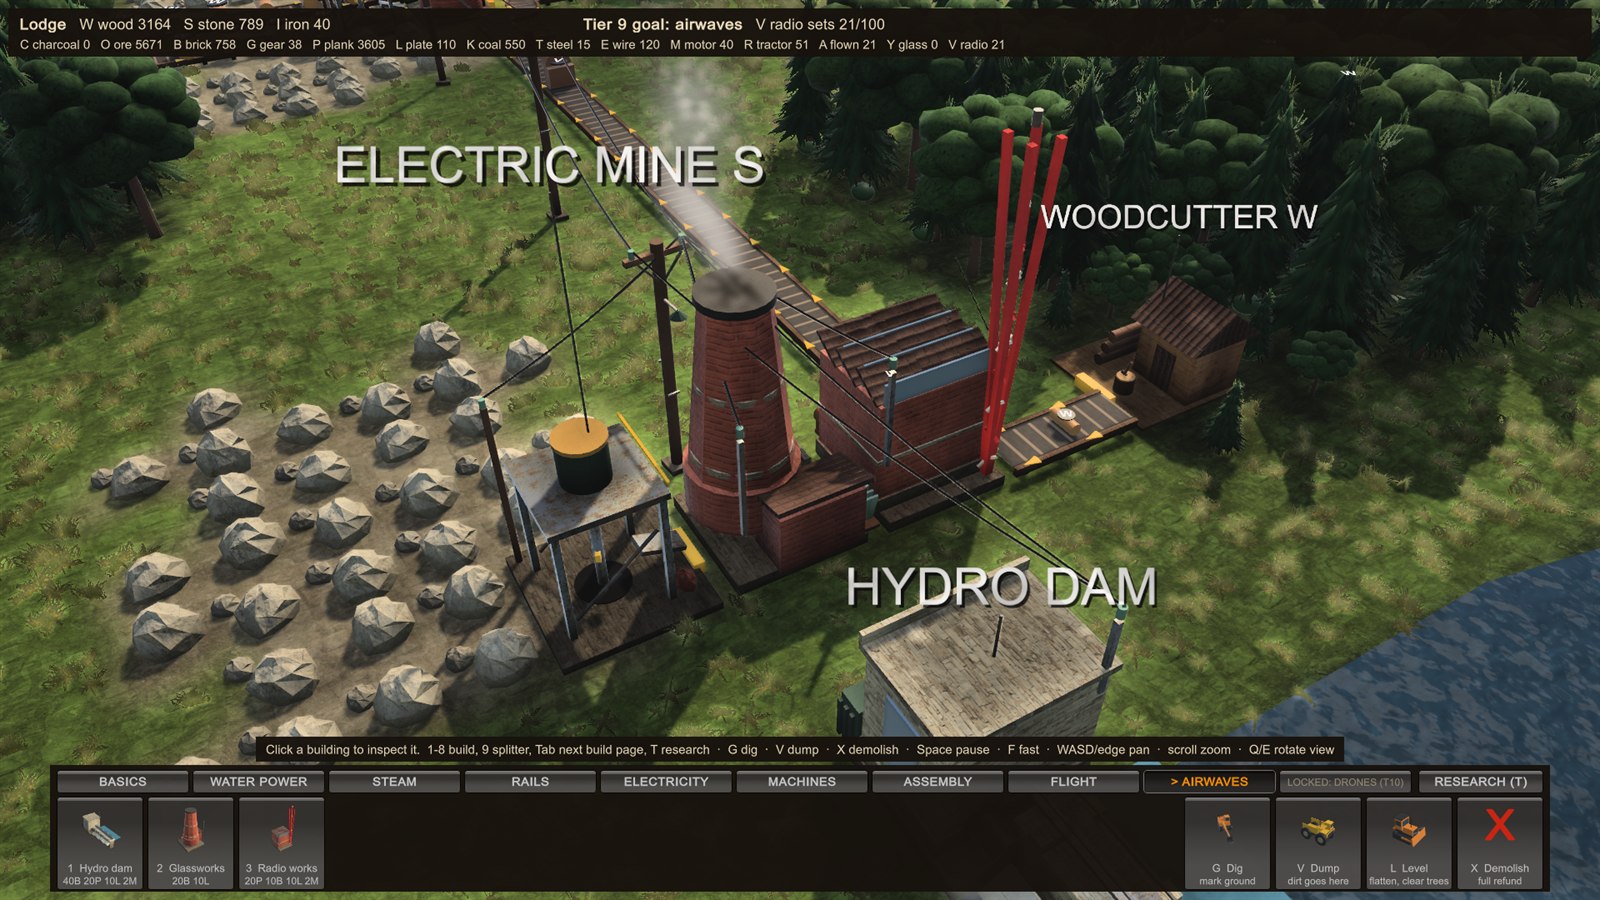 Lodge W wood 3164 S stone 789 I iron 40
Tier 9 goal: airwaves V radio sets 21/100
C charcoal 0 O ore 5671 B brick 758 G gear 38 P plank 3605 L plate 110 K coal 550 T steel 15 E wire 120 M motor 40 R tractor 51 A flown 21 Y glass 0 V radio 21
ELECTRIC MINE S
WOODCUTTER W
HYDRO DAM
Click a building to inspect it. 1-8 build, 9 splitter, Tab next build page, T research · G dig · V dump · X demolish · Space pause · F fast · WASD/edge pan · scroll zoom · Q/E rotate view
BASICS
WATER POWER
STEAM
RAILS
ELECTRICITY
MACHINES
ASSEMBLY
FLIGHT
> AIRWAVES
LOCKED: DRONES (T10)
RESEARCH (T)
1 Hydro dam
40B 20P 10L 2M
2 Glassworks
20B 10L
3 Radio works
20P 10B 10L 2M
G Dig
mark ground
V Dump
dirt goes here
L Level
flatten, clear trees
X Demolish
full refund